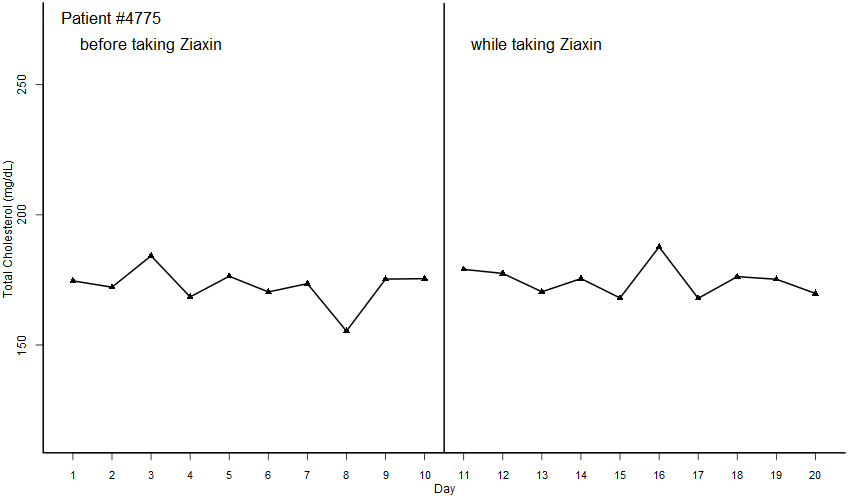 Patient #4775
before taking Ziaxin
while taking Ziaxin
Total Cholesterol (mg/dL)
250
200
150
1 2 3 4 5 6 7 8 9 10 11 12 13 14 15 16 17 18 19 20
Day